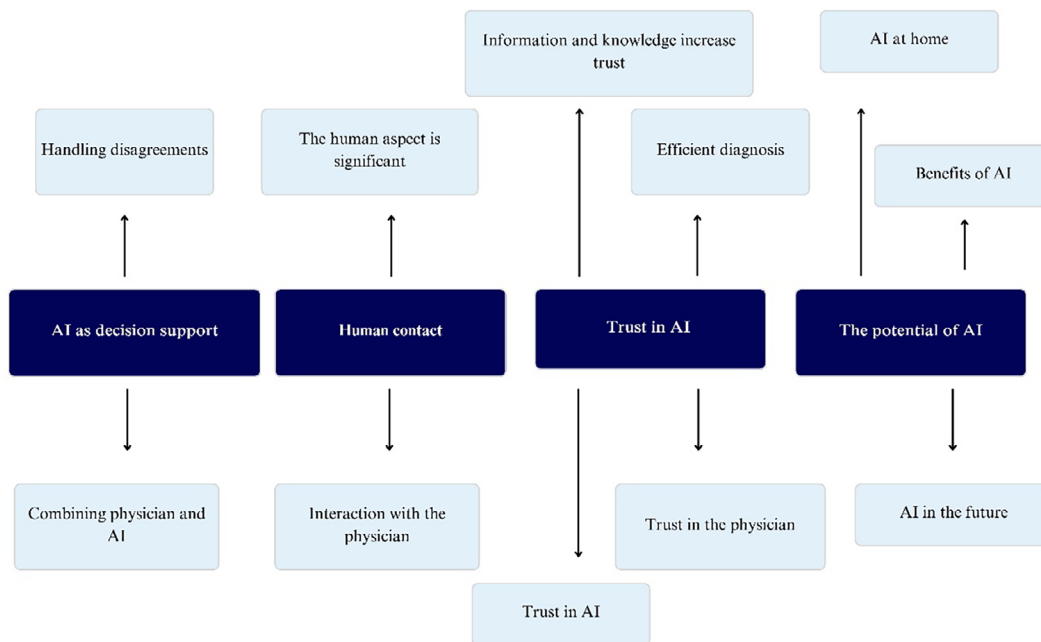 Information and knowledge increase
trust
AI at home
Handling disagreements
The human aspect is
significant
Efficient diagnosis
Benefits of AI
AI as decision support
Human contact
Trust in AI
The potential of AI
Combining physician and
AI
Interaction with the
physician
Trust in the physician
AI in the future
Trust in AI